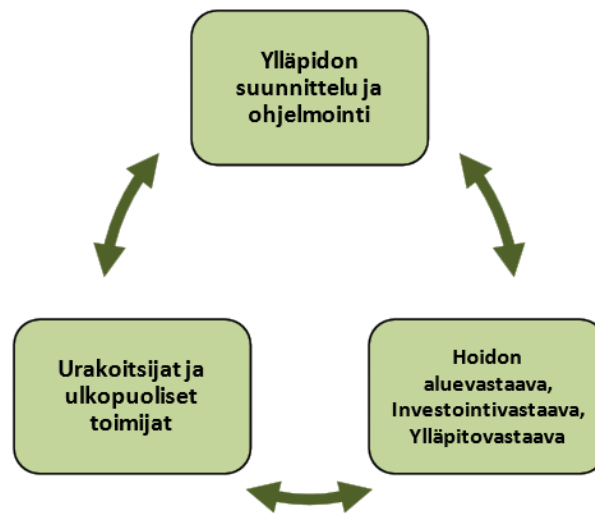 Ylläpidon
suunnittelu ja
ohjelmointi
Urakoitsijat ja
ulkopuoliset
toimijat
Hoidon
aluevastaava,
Investointivastaava,
Ylläpitovastaava